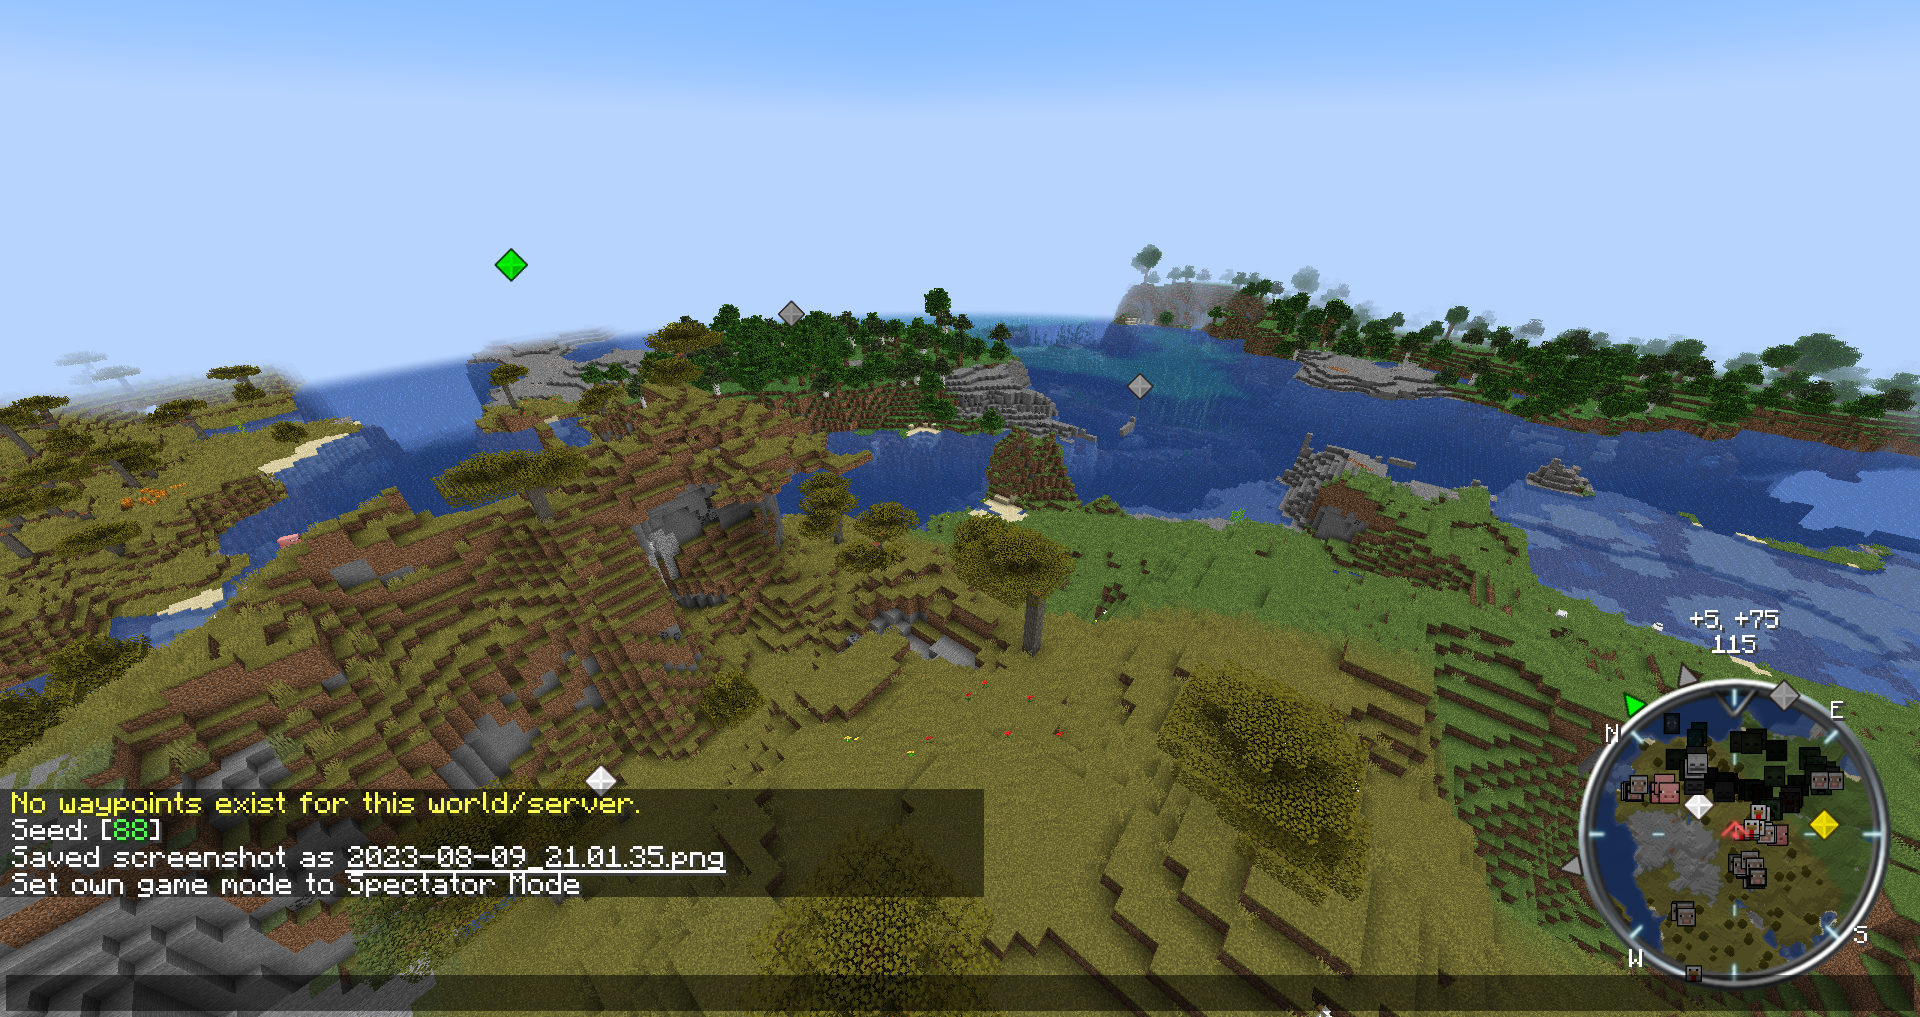 No waypoints exist for this world/server.
Seed: [88]
Saved screenshot as 2023-08-09_21.01.35.png
Set own game mode to Spectator Mode
+5, +75
115
N
E
W
S